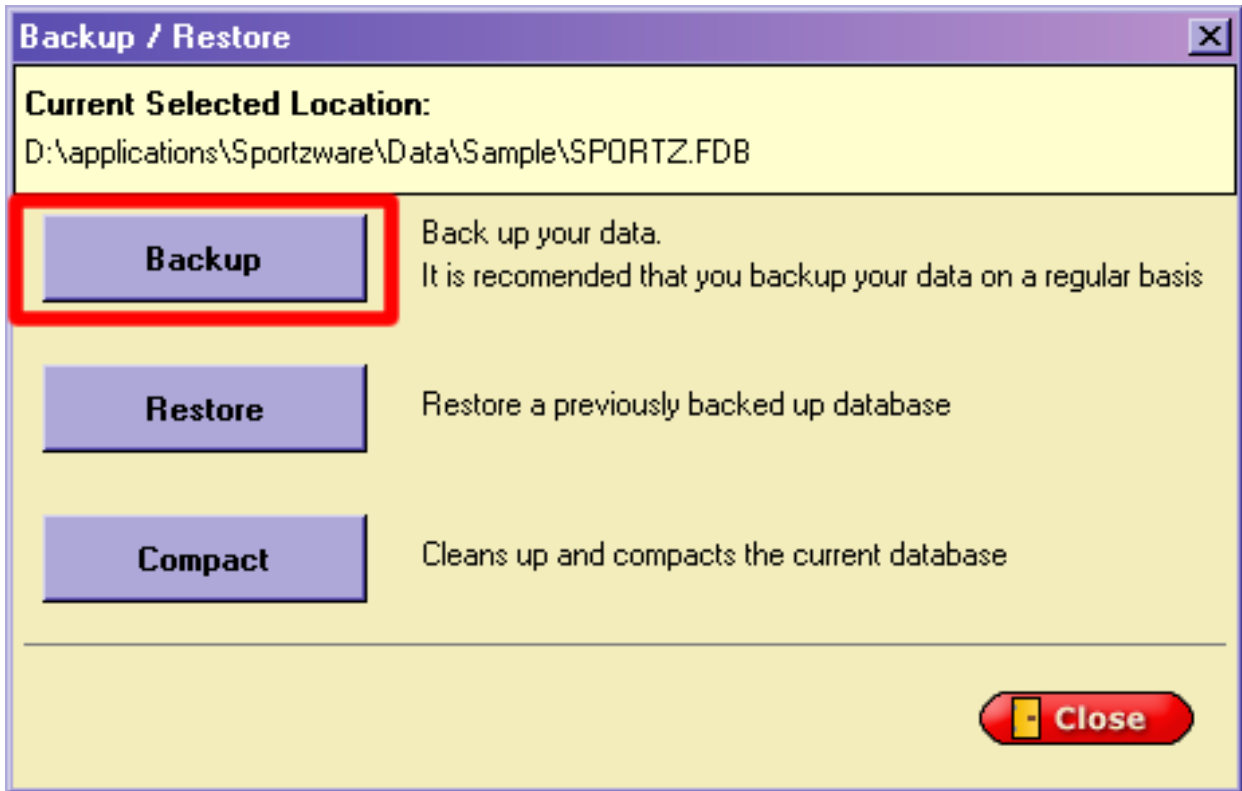 Backup / Restore
Current Selected Location:
D:\applications\Sportzware\Data\Sample\SPORTZ.FDB
Backup
Back up your data.
It is recomended that you backup your data on a regular basis
Restore
Restore a previously backed up database
Compact
Cleans up and compacts the current database
Close